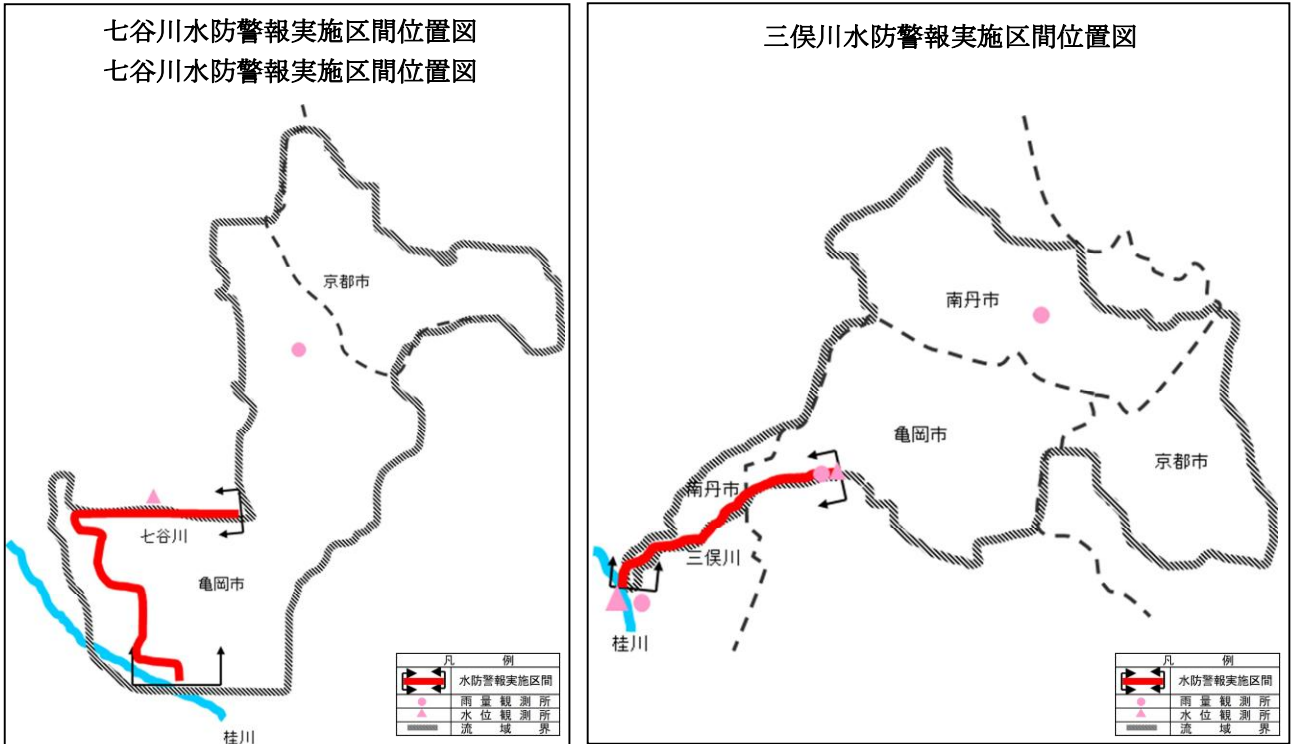 七谷川水防警報実施区間位置図
七谷川水防警報実施区間位置図
京都市
七谷川
亀岡市
桂川
凡 例
水防警報実施区間
雨量観測所
水位観測所
流域界
三俣川水防警報実施区間位置図
南丹市
亀岡市
京都市
南丹市
三俣川
桂川
凡 例
水防警報実施区間
雨量観測所
水位観測所
流域界